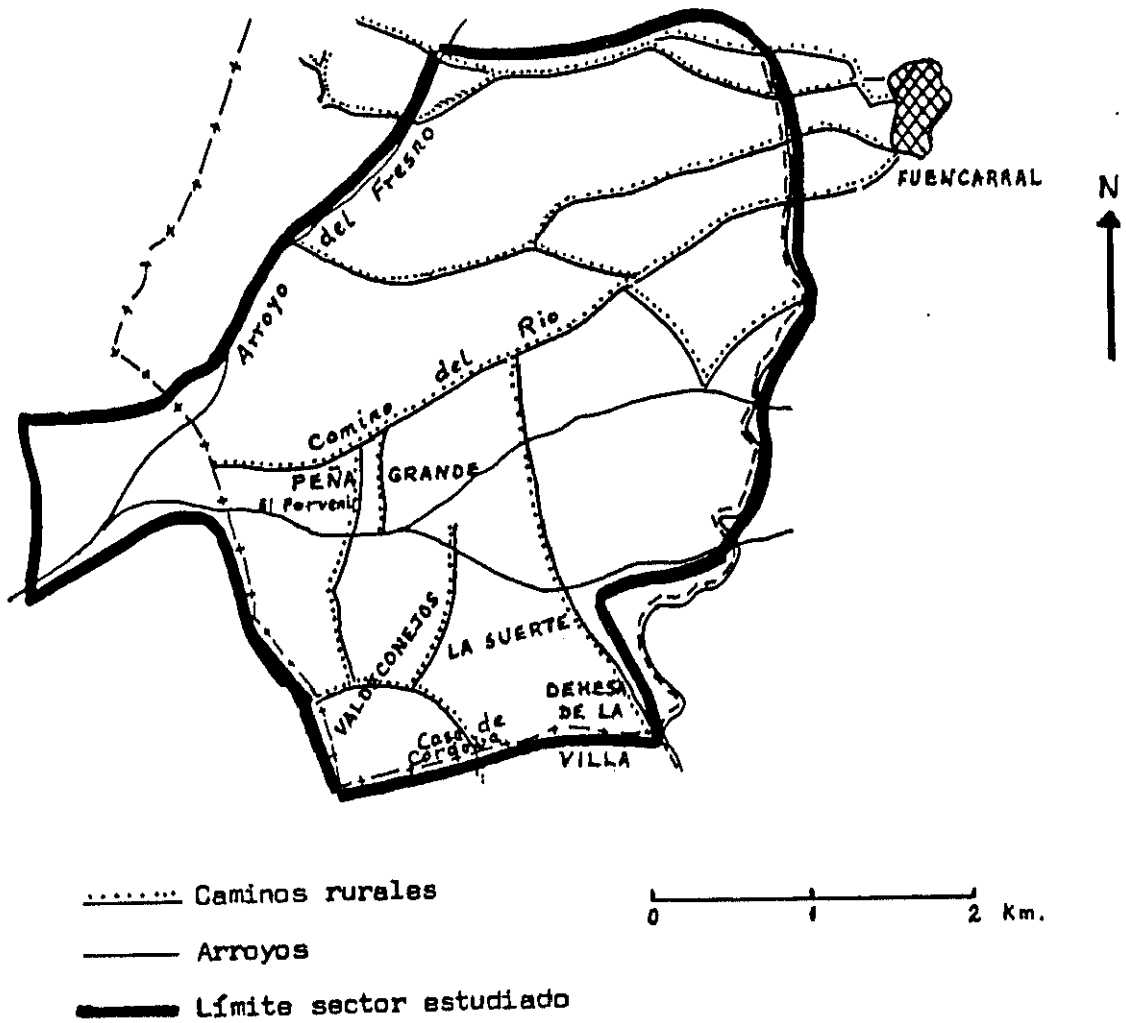 FUENCARRAL
N
Arroyo del Fresno
Camino del Rio
PEÑA GRANDE
El Porvenir
VALDECONEJOS
LA SUERTE
DEHESA
DE LA
VILLA
Casa de
Cordova
Caminos rurales
Arroyos
Límite sector estudiado
0 1 2 Km.